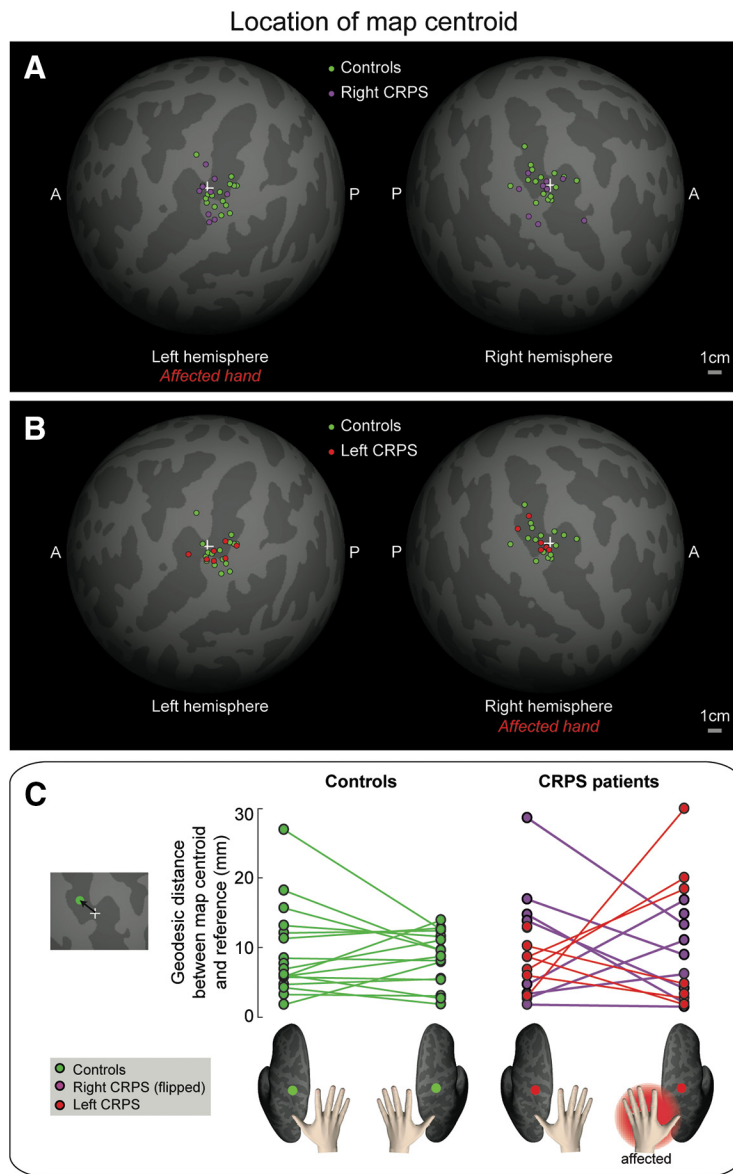 Location of map centroid
A
Controls
Right CRPS
A
P
P
A
Left hemisphere
Affected hand
Right hemisphere
1cm
B
Controls
Left CRPS
A
P
P
A
Left hemisphere
Right hemisphere
Affected hand
1cm
C
Controls
CRPS patients
Geodesic distance
between map centroid
and reference (mm)
30
20
10
0
Controls
Right CRPS (flipped)
Left CRPS
affected